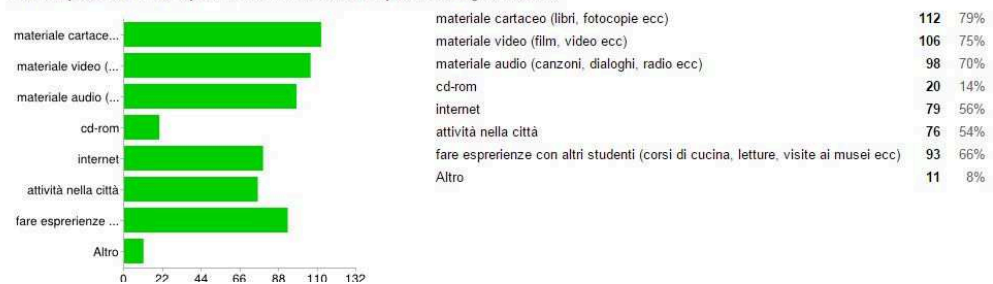 materiale cartace...
materiale video (...
materiale audio (...
cd-rom
internet
attività nella città
fare esprerienze ...
Altro
0 22 44 66 88 110 132
materiale cartaceo (libri, fotocopie ecc) 112 79%
materiale video (film, video ecc) 106 75%
materiale audio (canzoni, dialoghi, radio ecc) 98 70%
cd-rom 20 14%
internet 79 56%
attività nella città 76 54%
fare esprerienze con altri studenti (corsi di cucina, letture, visite ai musei ecc) 93 66%
Altro 11 8%